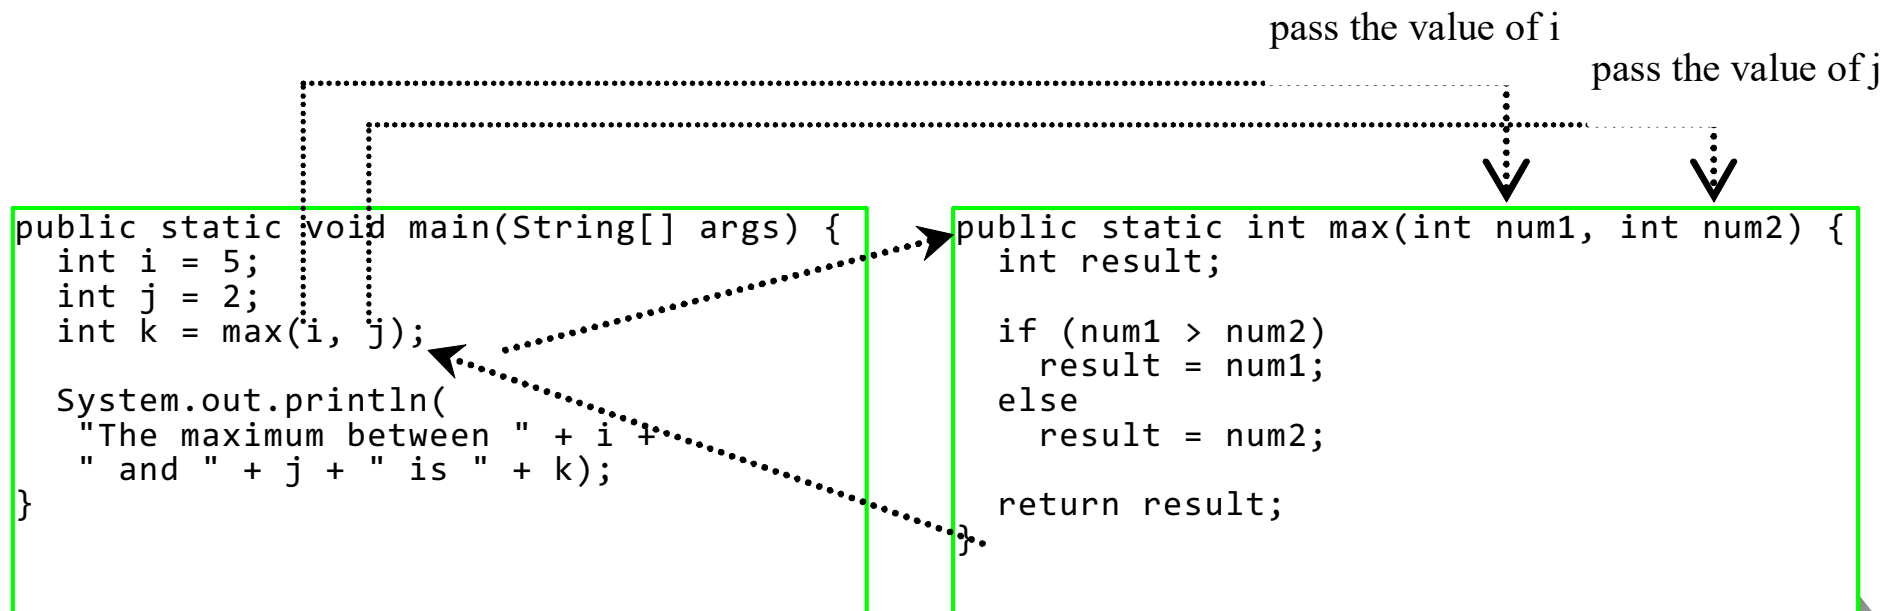 pass the value of i
pass the value of j
public static void main(String[] args) {
  int i = 5;
  int j = 2;
  int k = max(i, j);
  System.out.println(
   "The maximum between " + i +
   " and " + j + " is " + k);
}
public static int max(int num1, int num2) {
  int result;
  if (num1 > num2)
    result = num1;
  else
    result = num2;
  return result;
}